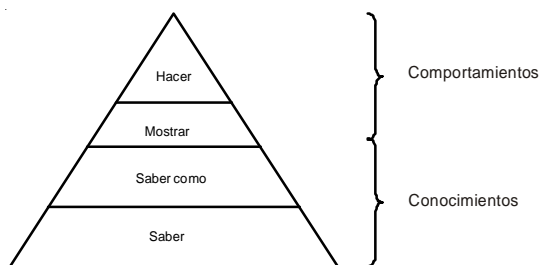 Hacer
Comportamientos
Mostrar
Saber como
Conocimientos
Saber